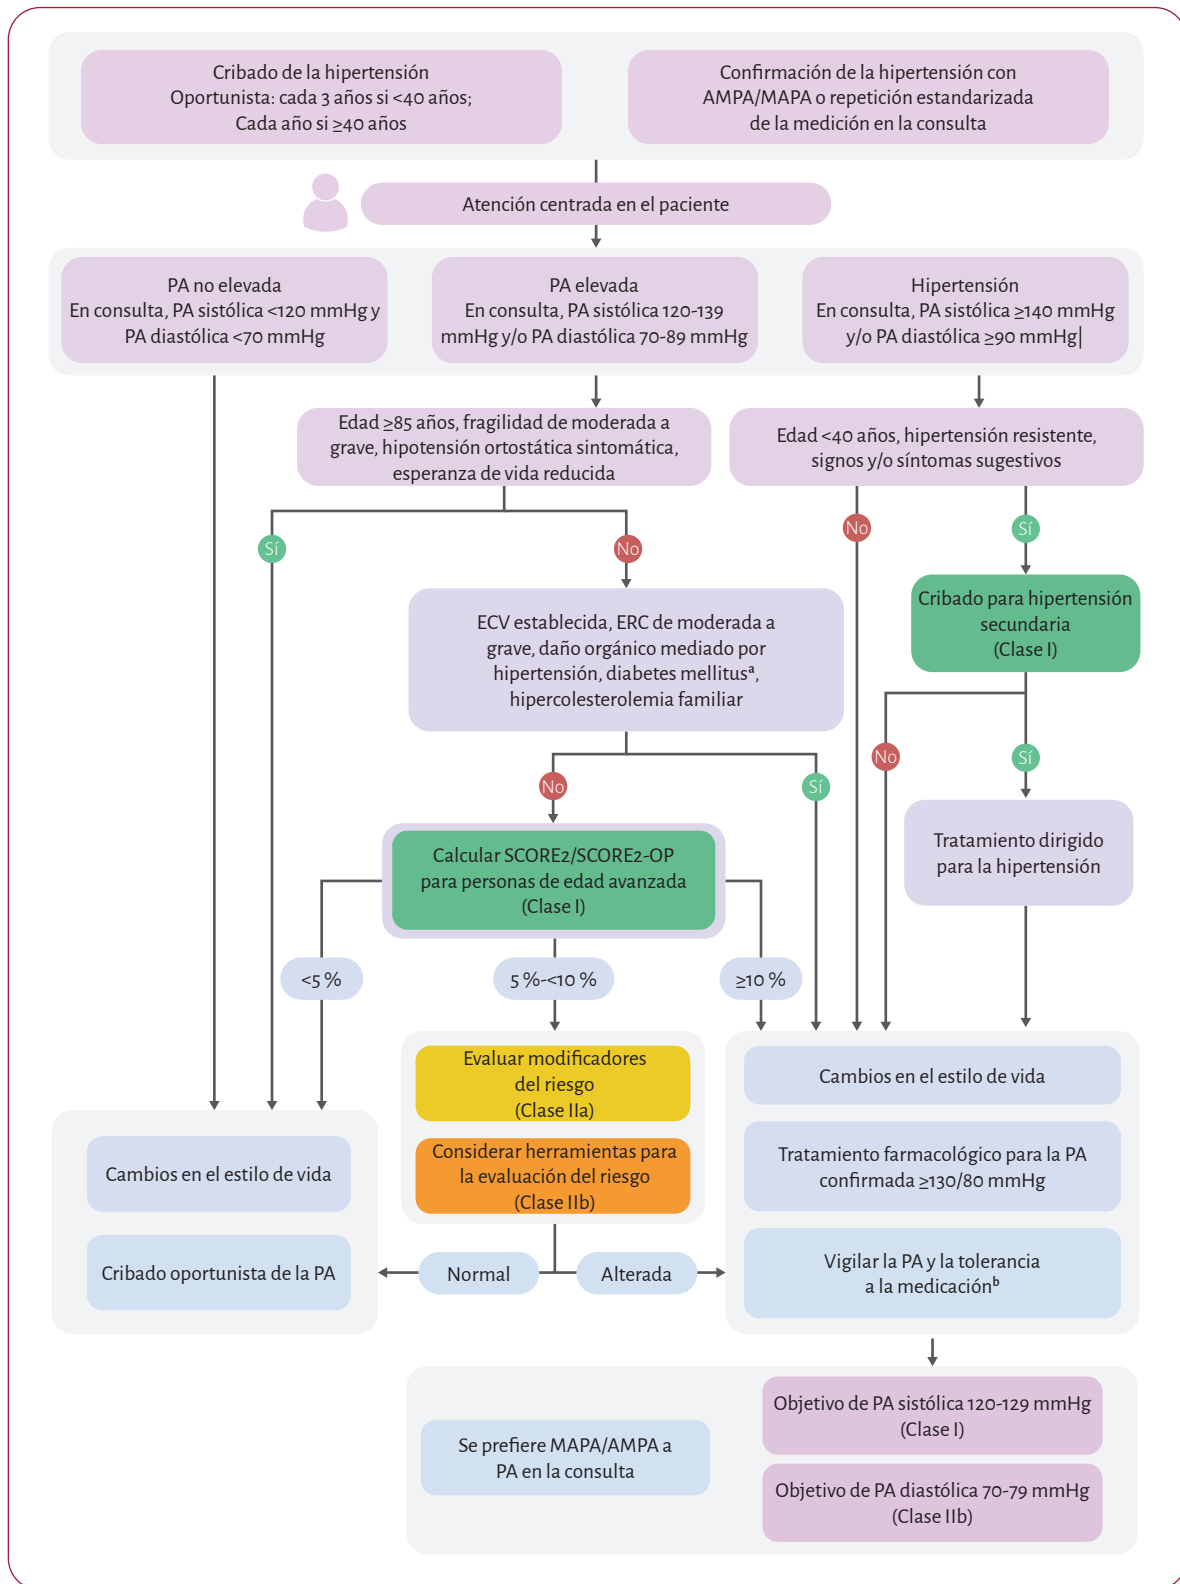 Cribado de la hipertensión
Oportunista: cada 3 años si <40 años;
Cada año si ≥40 años
Confirmación de la hipertensión con
AMPA/MAPA o repetición estandarizada
de la medición en la consulta
Atención centrada en el paciente
PA no elevada
En consulta, PA sistólica <120 mmHg y
PA diastólica <70 mmHg
PA elevada
En consulta, PA sistólica 120-139
mmHg y/o PA diastólica 70-89 mmHg
Hipertensión
En consulta, PA sistólica ≥140 mmHg
y/o PA diastólica ≥90 mmHg|
Edad ≥85 años, fragilidad de moderada a
grave, hipotensión ortostática sintomática,
esperanza de vida reducida
Edad <40 años, hipertensión resistente,
signos y/o síntomas sugestivos
Sí
No
No
Sí
ECV establecida, ERC de moderada a
grave, daño orgánico mediado por
hipertensión, diabetes mellitusᵃ,
hipercolesterolemia familiar
Cribado para hipertensión
secundaria
(Clase I)
No
Sí
No
Sí
Calcular SCORE2/SCORE2-OP
para personas de edad avanzada
(Clase I)
Tratamiento dirigido
para la hipertensión
<5 %
5 %-<10 %
≥10 %
Evaluar modificadores
del riesgo
(Clase IIa)
Considerar herramientas para
la evaluación del riesgo
(Clase IIb)
Cambios en el estilo de vida
Tratamiento farmacológico para la PA
confirmada ≥130/80 mmHg
Vigilar la PA y la tolerancia
a la medicaciónᵇ
Cambios en el estilo de vida
Cribado oportunista de la PA
Normal
Alterada
Se prefiere MAPA/AMPA a
PA en la consulta
Objetivo de PA sistólica 120-129 mmHg
(Clase I)
Objetivo de PA diastólica 70-79 mmHg
(Clase IIb)